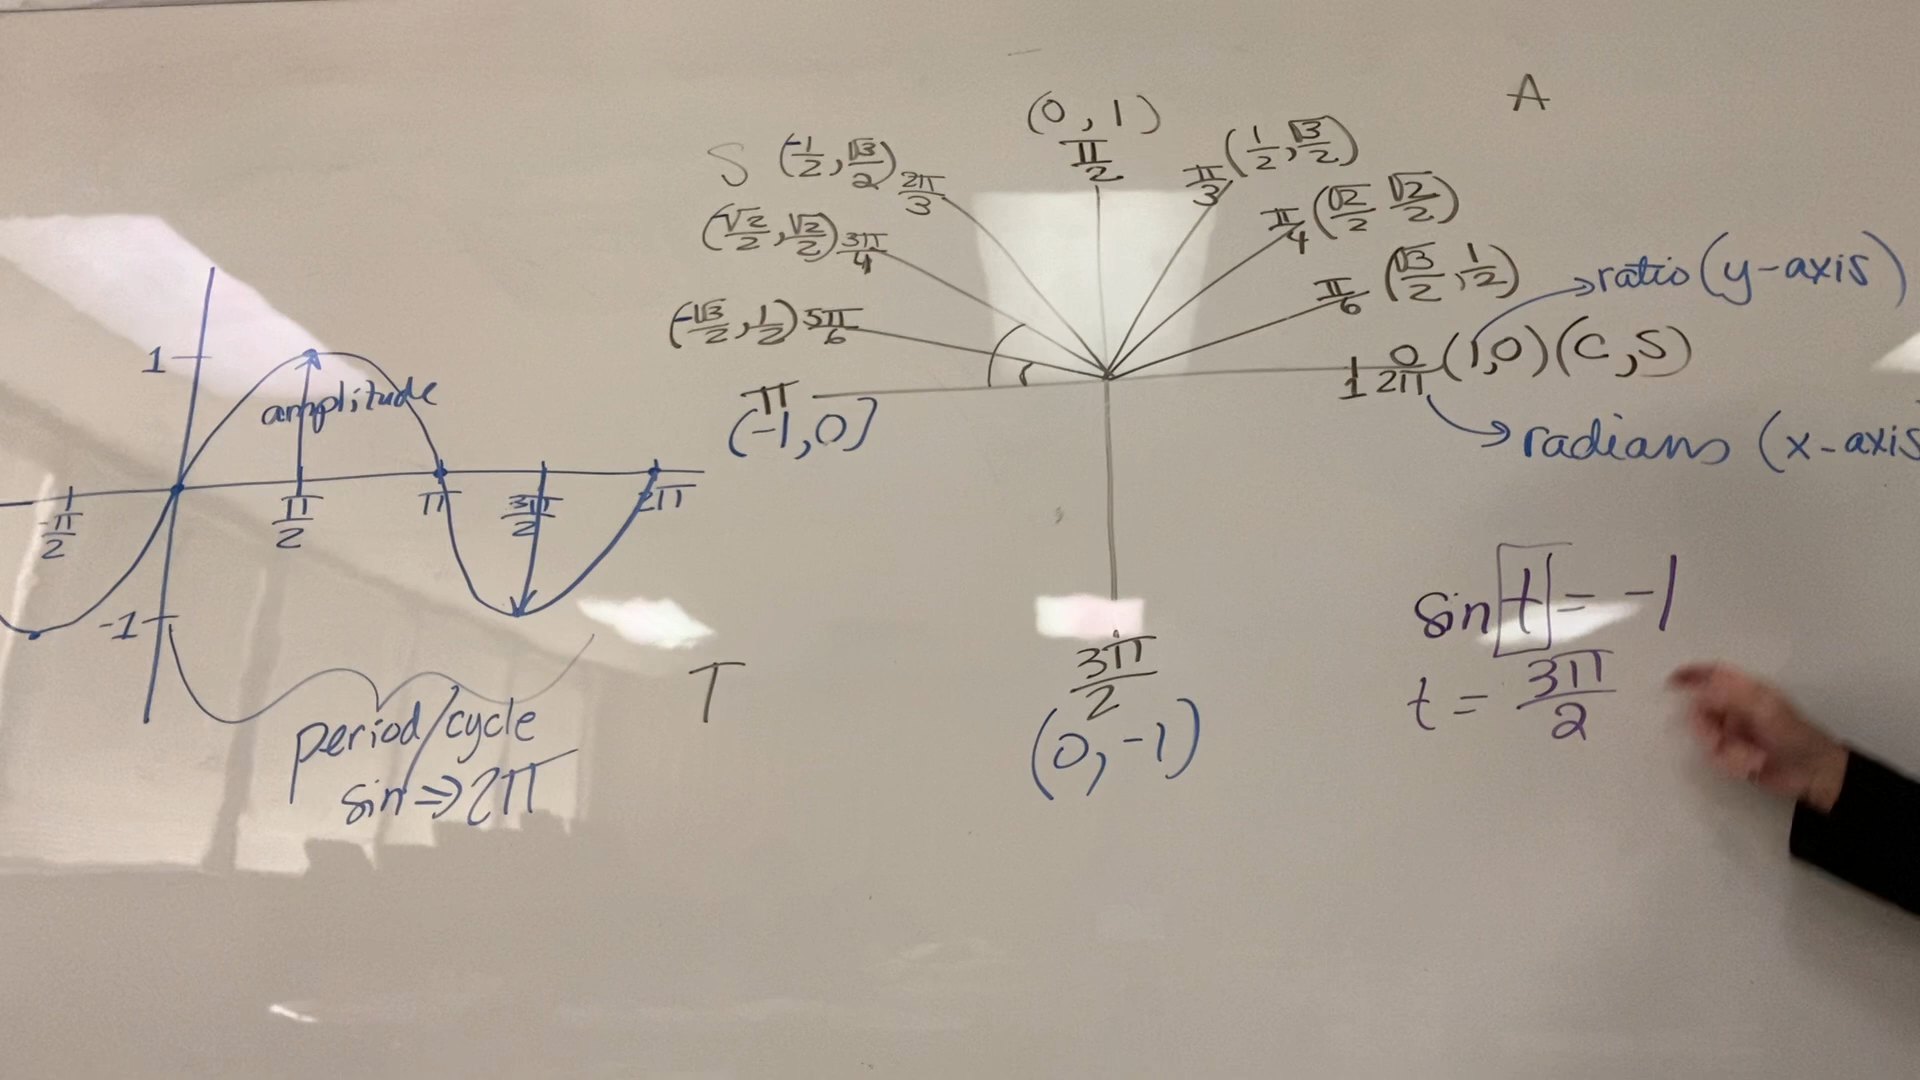 A
(0, 1)
π/2
S (-1/2, √3/2) 2π/3
π/3 (1/2, √3/2)
(-√2/2, √2/2) 3π/4
π/4 (√2/2 √2/2)
(-√3/2, 1/2) 5π/6
π/6 (√3/2, 1/2)
ratio (y-axis)
1 0 2π (1,0) (C, S)
radians (x-axis
π
(-1,0)
1
amplitude
-π/2 π/2 π 3π/2 2π
-1
period/cycle
sin ⇒ 2π
T
3π/2
(0, -1)
sin t = -1
t = 3π/2